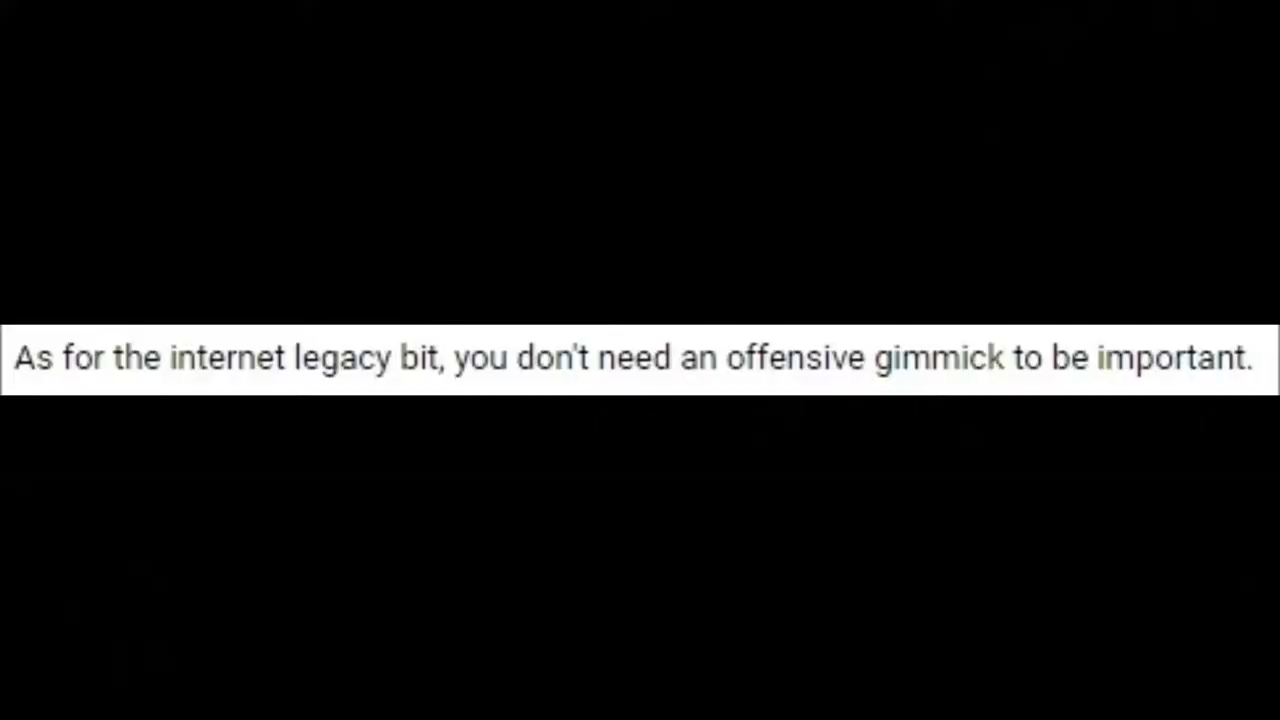 As for the internet legacy bit, you don't need an offensive gimmick to be important.